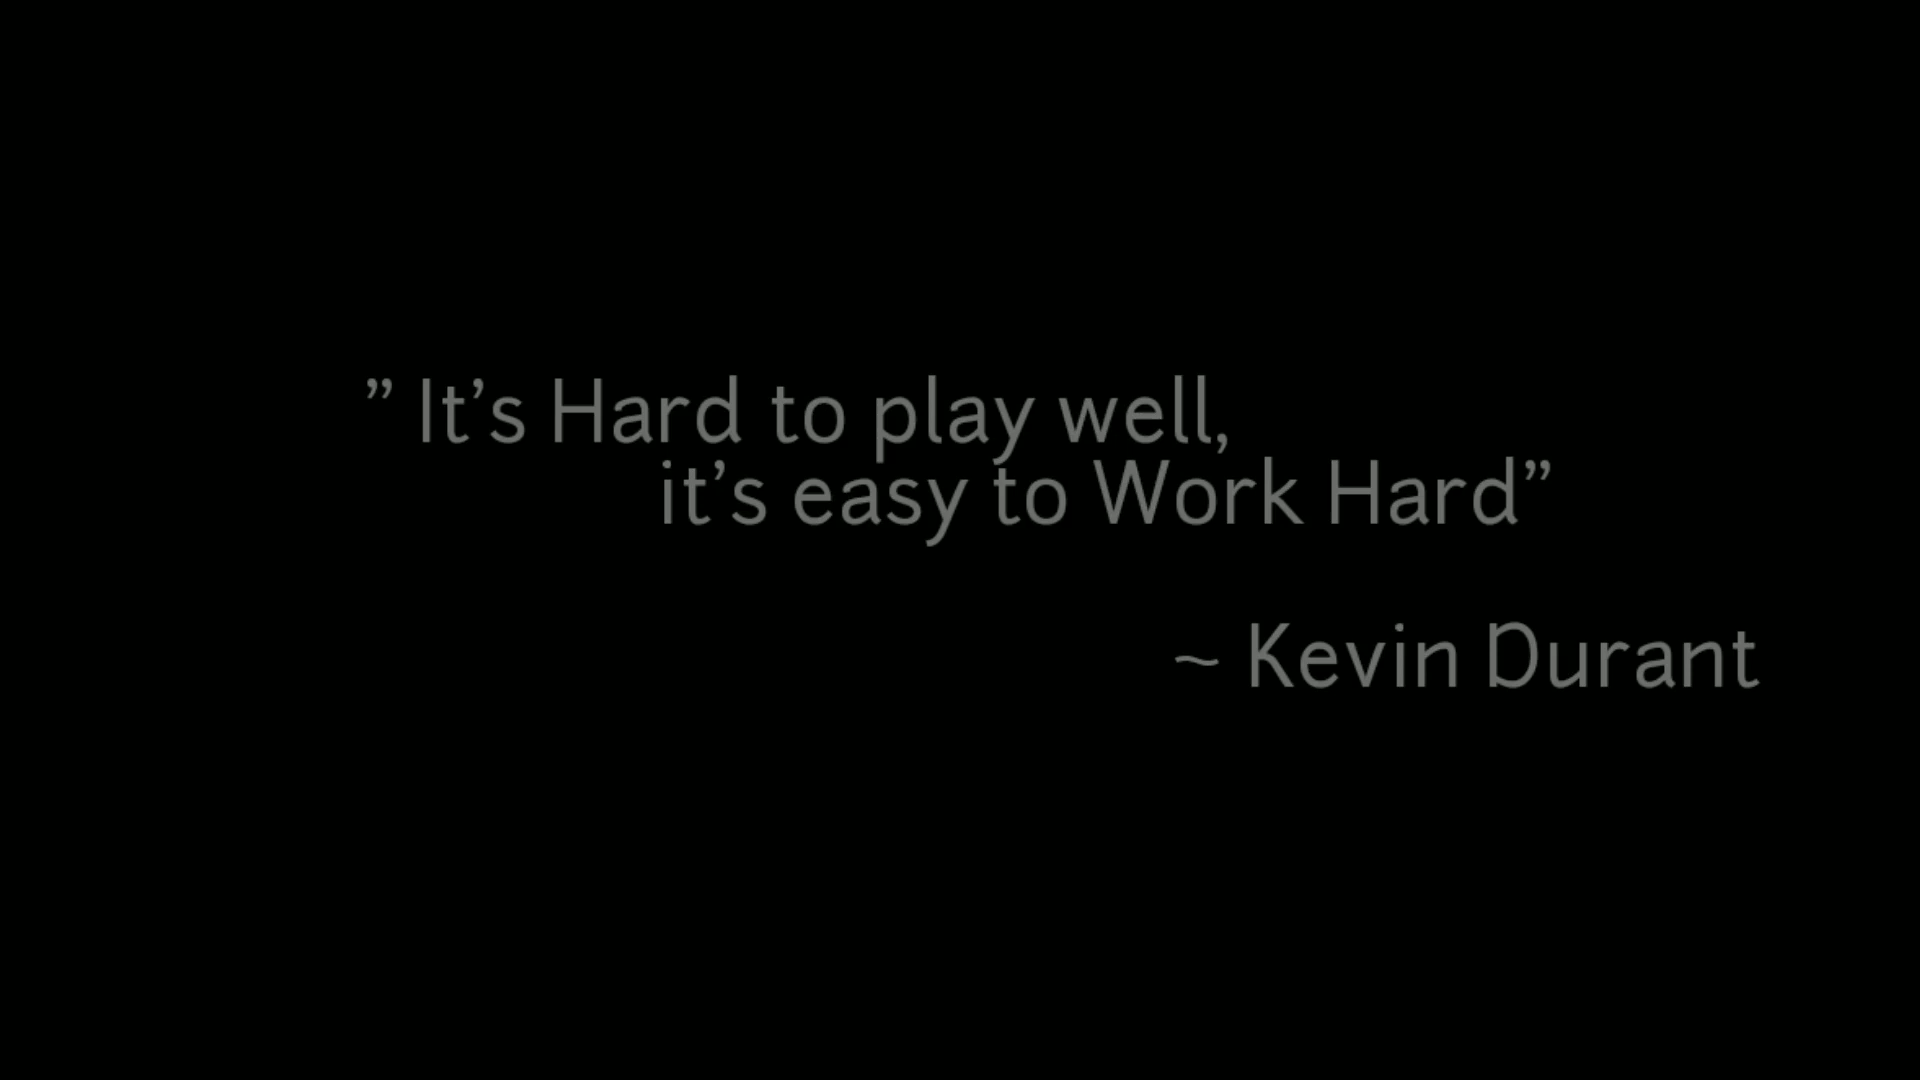 ” It’s Hard to play well,
it’s easy to Work Hard”
~ Kevin Durant